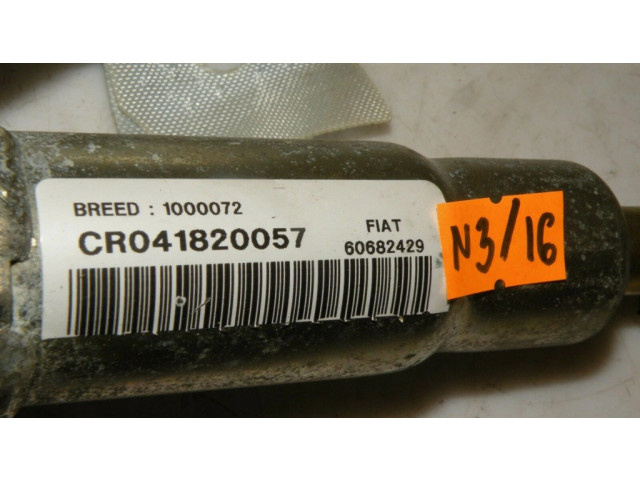 BREED : 1000072
CR041820057
FIAT
60682429
N3/16